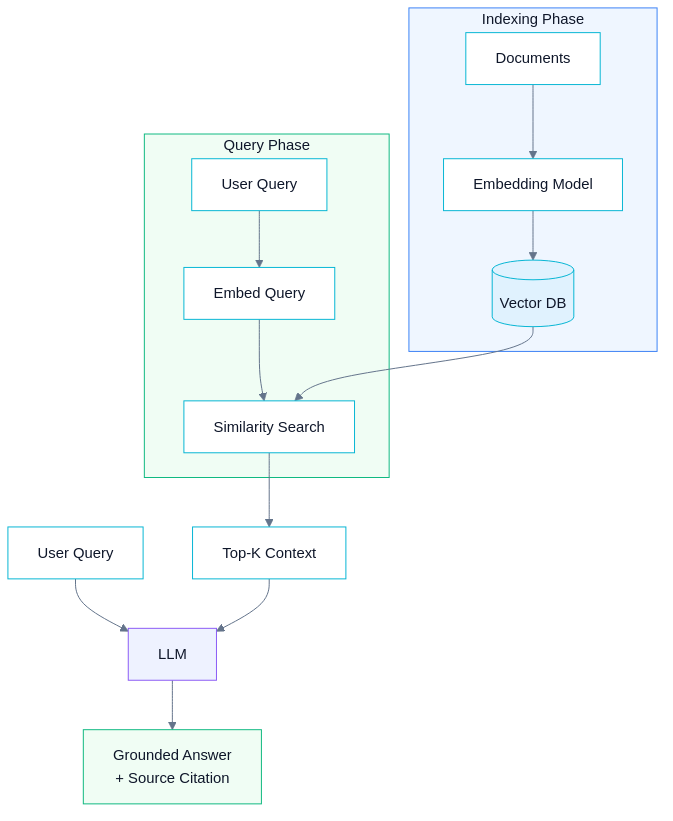 Indexing Phase
Documents
Embedding Model
Vector DB
Query Phase
User Query
Embed Query
Similarity Search
User Query
Top-K Context
LLM
Grounded Answer
+ Source Citation